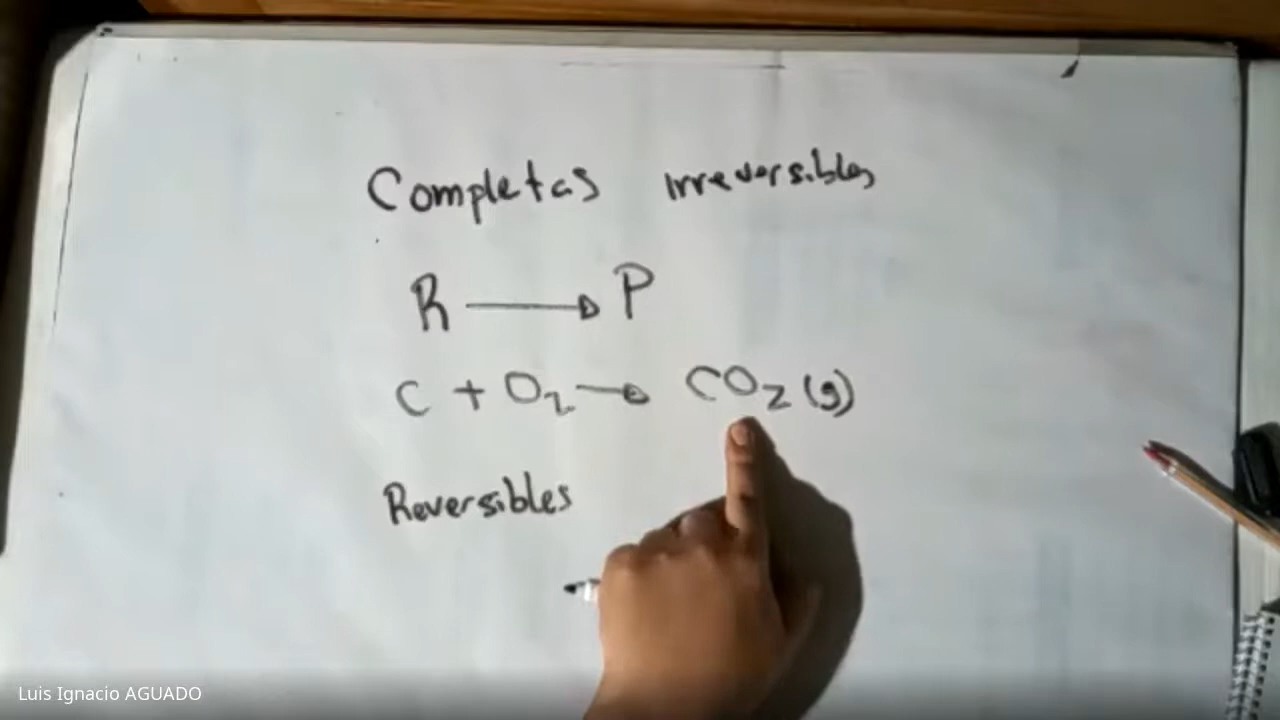 Completas irreversibles
R → P
C + O₂ → CO₂ (g)
Reversibles
Luis Ignacio AGUADO